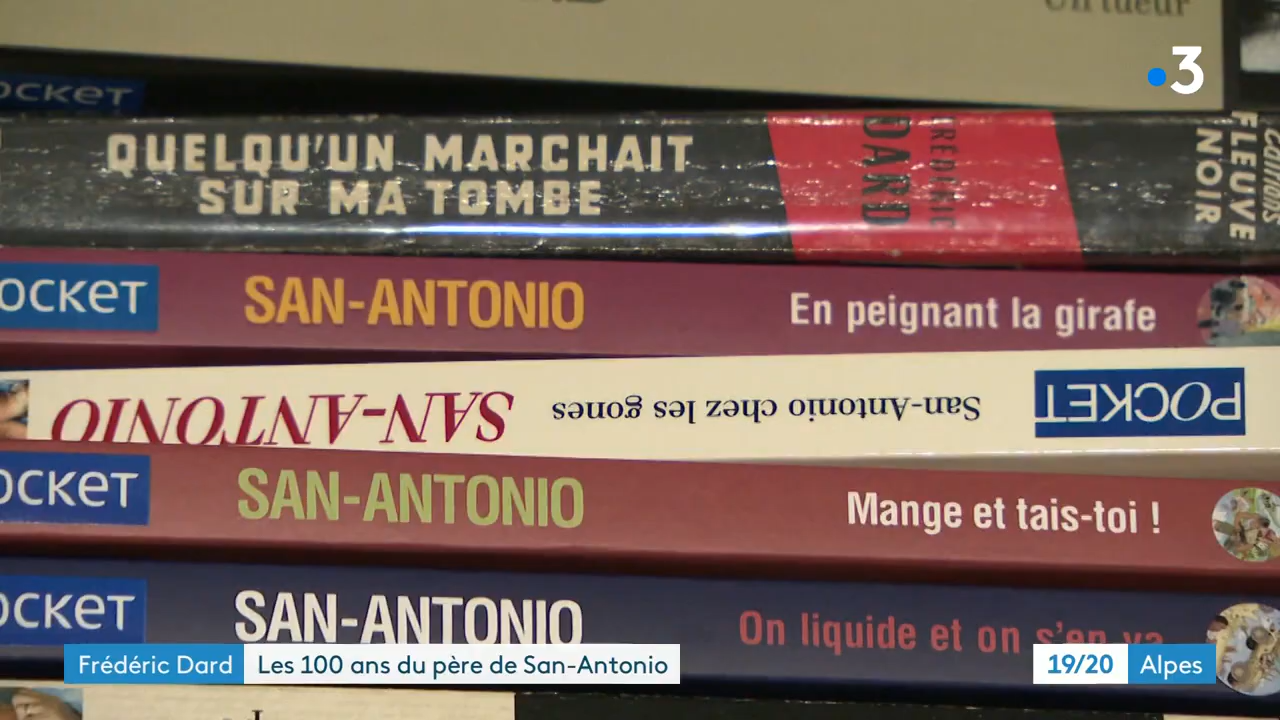 Un tueur
3
POCKET
QUELQU'UN MARCHAIT
SUR MA TOMBE
FRÉDÉRIC
DARD
FLEUVE
NOIR
POCKET
SAN-ANTONIO
En peignant la girafe
SAN-ANTONIO
San-Antonio chez les gones
POCKET
POCKET
SAN-ANTONIO
Mange et tais-toi !
POCKET
SAN-ANTONIO
On liquide et on s'en va
Frédéric Dard
Les 100 ans du père de San-Antonio
19/20
Alpes